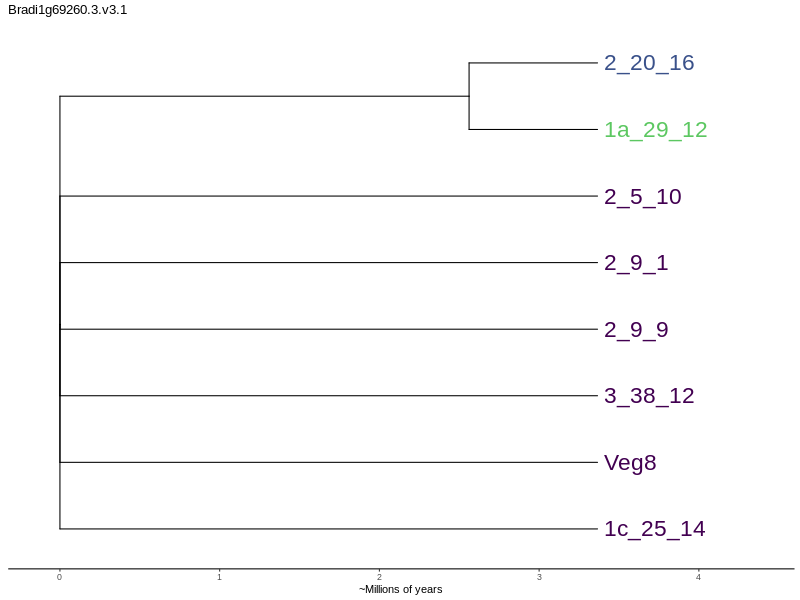 Bradi1g69260.3.v3.1
2_20_16
1a_29_12
2_5_10
2_9_1
2_9_9
3_38_12
Veg8
1c_25_14
0 1 2 3 4
~Millions of years